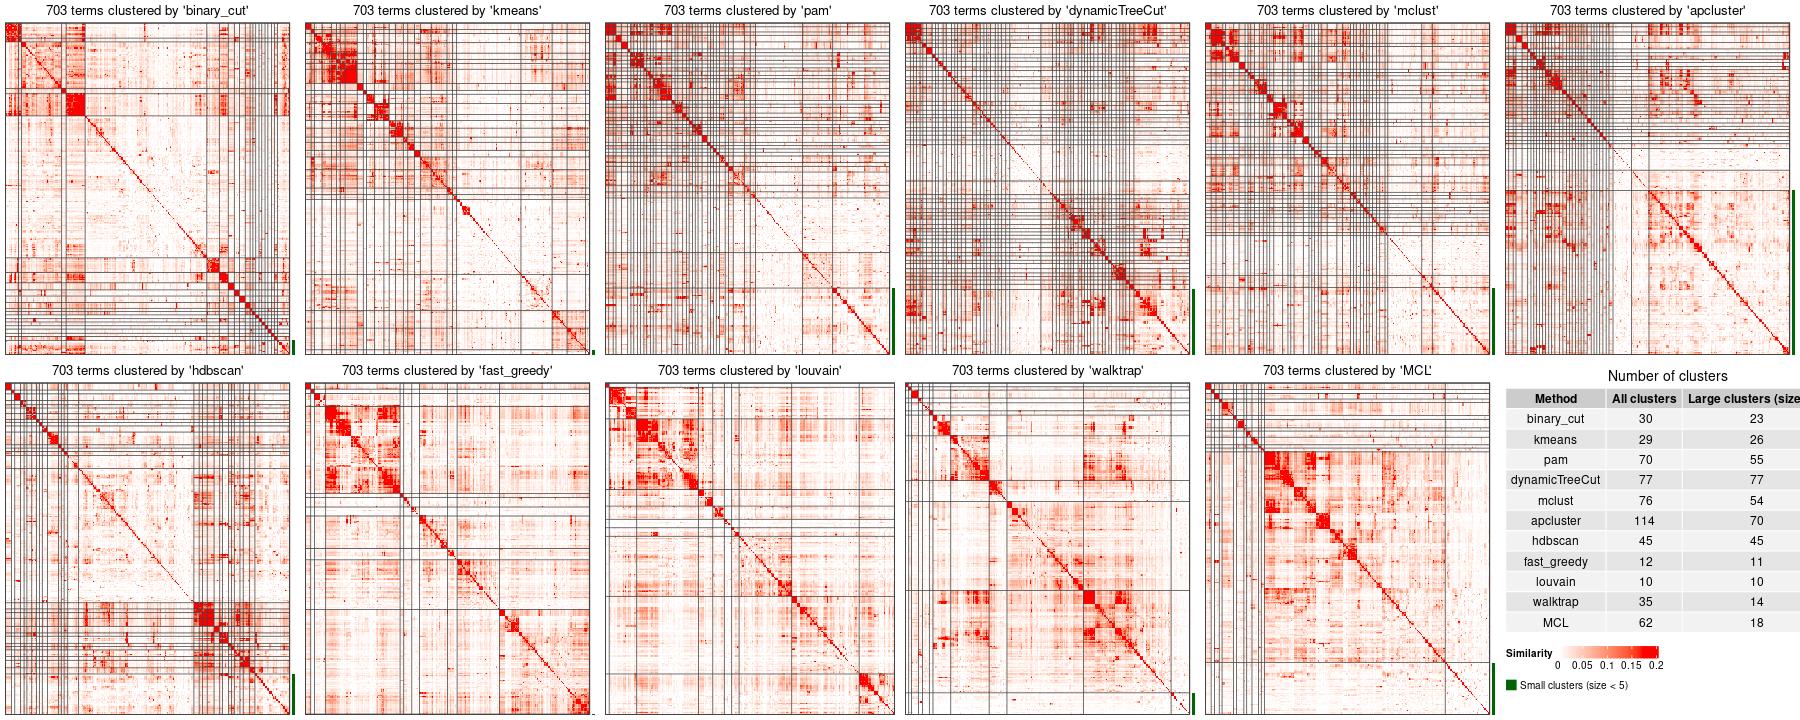 703 terms clustered by 'binary_cut'
703 terms clustered by 'kmeans'
703 terms clustered by 'pam'
703 terms clustered by 'dynamicTreeCut'
703 terms clustered by 'mclust'
703 terms clustered by 'apcluster'
703 terms clustered by 'hdbscan'
703 terms clustered by 'fast_greedy'
703 terms clustered by 'louvain'
703 terms clustered by 'walktrap'
703 terms clustered by 'MCL'
Number of clusters
Method All clusters Large clusters (size
binary_cut 30 23
kmeans 29 26
pam 70 55
dynamicTreeCut 77 77
mclust 76 54
apcluster 114 70
hdbscan 45 45
fast_greedy 12 11
louvain 10 10
walktrap 35 14
MCL 62 18
Similarity
0 0.05 0.1 0.15 0.2
Small clusters (size < 5)